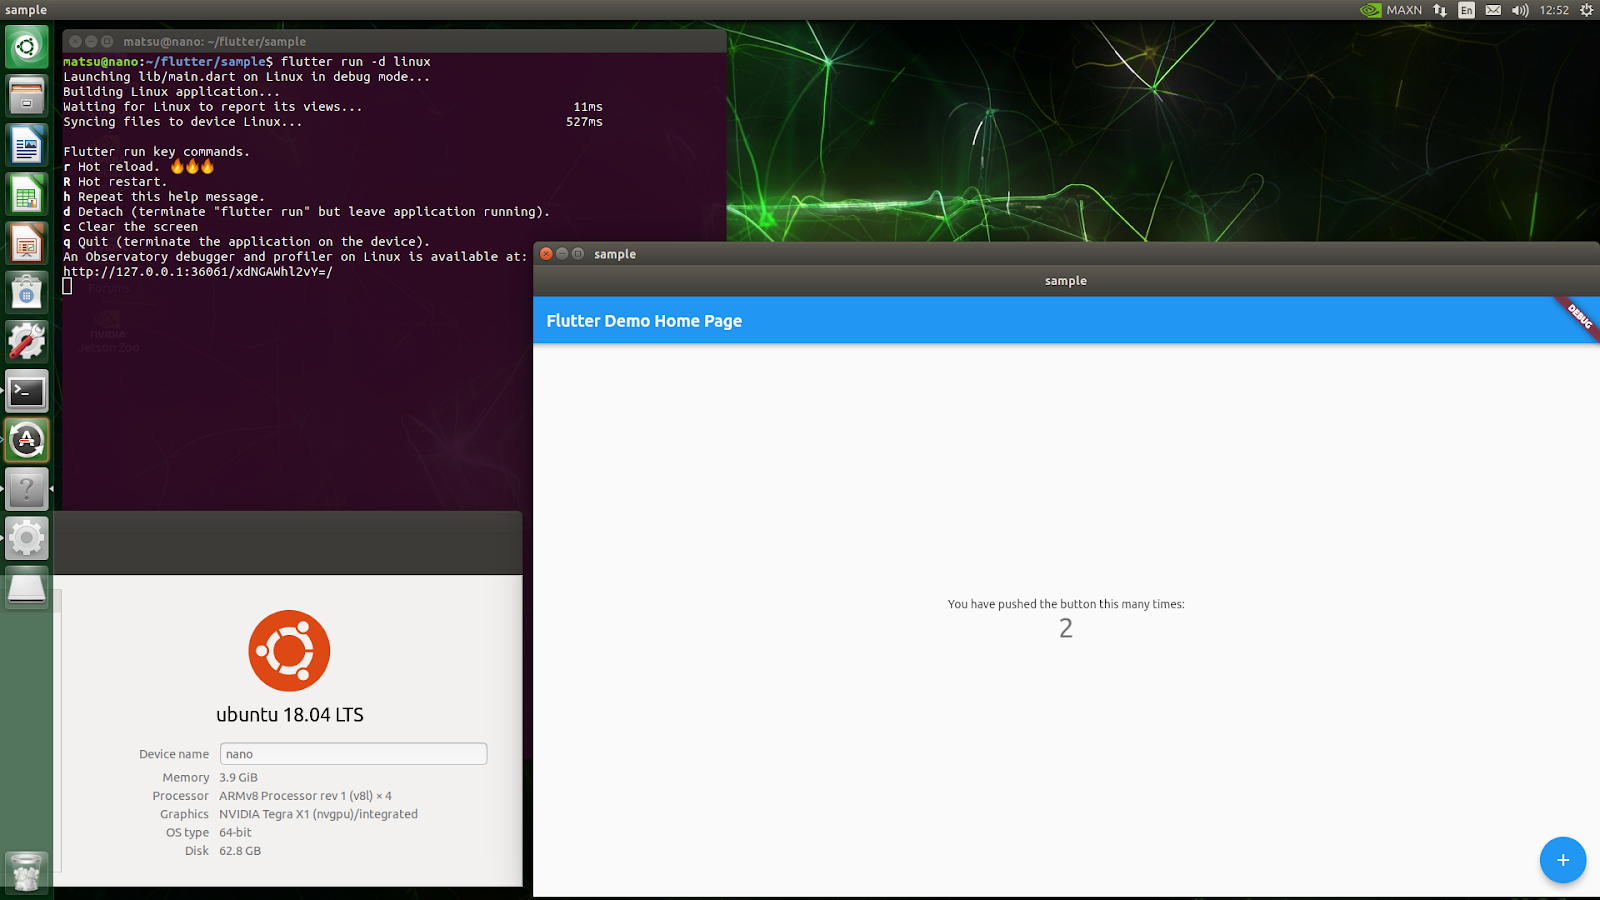 sample
MAXN
En
12:52
matsu@nano: ~/flutter/sample
matsu@nano:~/flutter/sample$ flutter run -d linux
Launching lib/main.dart on Linux in debug mode...
Building Linux application...
Waiting for Linux to report its views... 11ms
Syncing files to device Linux... 527ms
Flutter run key commands.
r Hot reload. 🔥🔥🔥
R Hot restart.
h Repeat this help message.
d Detach (terminate "flutter run" but leave application running).
c Clear the screen
q Quit (terminate the application on the device).
An Observatory debugger and profiler on Linux is available at:
http://127.0.0.1:36061/xdNGAWhl2vY=/
Forums
NVIDIA
Jetson Zoo
sample
sample
Flutter Demo Home Page
DEBUG
You have pushed the button this many times:
2
+
ubuntu 18.04 LTS
Device name nano
Memory 3.9 GiB
Processor ARMv8 Processor rev 1 (v8l) × 4
Graphics NVIDIA Tegra X1 (nvgpu)/integrated
OS type 64-bit
Disk 62.8 GB